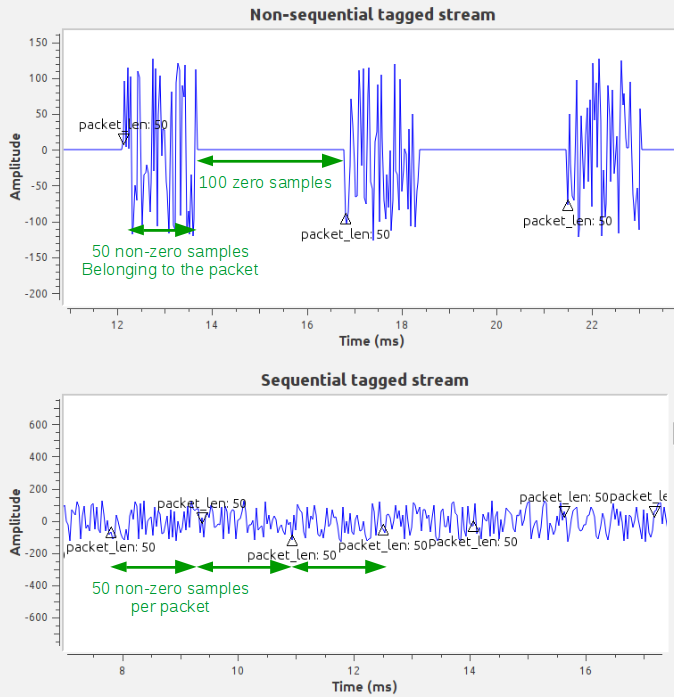 Non-sequential tagged stream
150
100
50
0
-50
-100
-150
-200
Amplitude
packet_len: 50
100 zero samples
packet_len: 50
packet_len: 50
50 non-zero samples
Belonging to the packet
12 14 16 18 20 22
Time (ms)
Sequential tagged stream
600
400
200
0
-200
-400
-600
Amplitude
packet_len: 50
packet_len: 50
packet_len: 50
packet_len: 50
packet_len: 50
packet_len: 50
packet_le
50 non-zero samples
per packet
8 10 12 14 16
Time (ms)